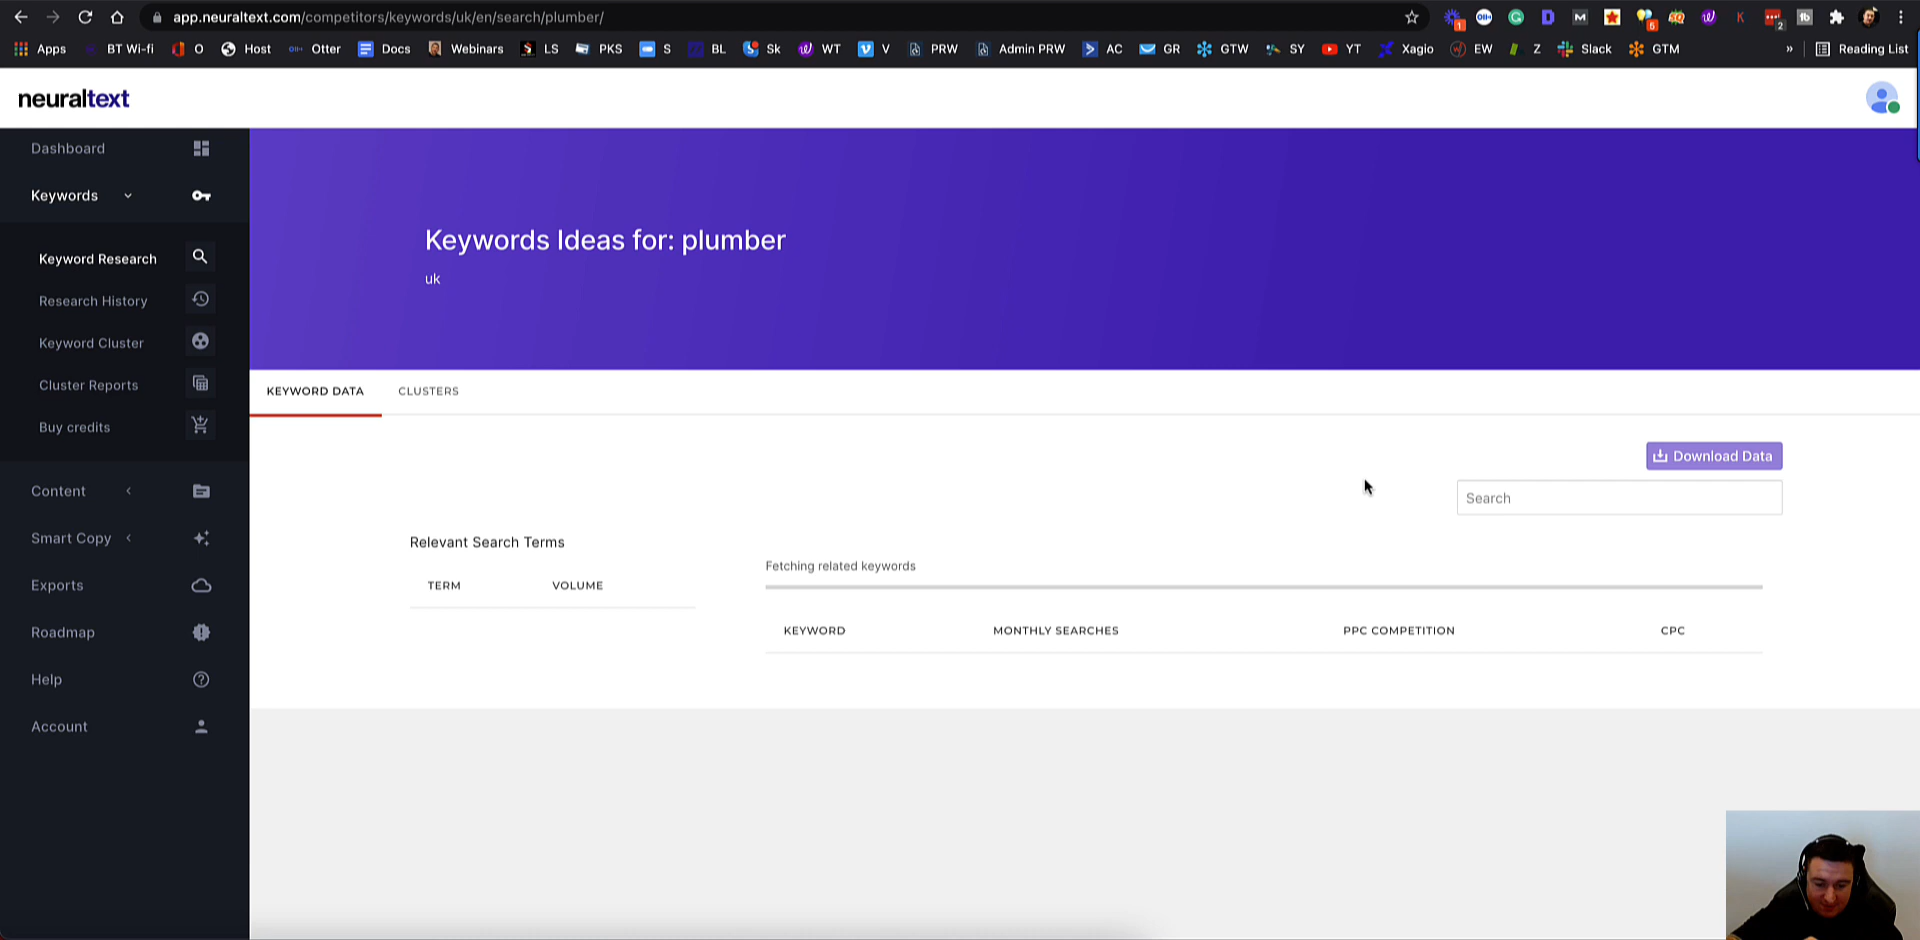 app.neuraltext.com/competitors/keywords/uk/en/search/plumber/
1
5
2
Apps BT Wi-fi O Host Otter Docs Webinars LS PKS S BL Sk WT V PRW Admin PRW AC GR GTW SY YT Xagio EW Z Slack GTM » Reading List
neuraltext
Dashboard
Keywords
Keyword Research
Research History
Keyword Cluster
Cluster Reports
Buy credits
Content
Smart Copy
Exports
Roadmap
Help
Account
Keywords Ideas for: plumber
uk
KEYWORD DATA CLUSTERS
Download Data
Search
Relevant Search Terms
TERM VOLUME
Fetching related keywords
KEYWORD MONTHLY SEARCHES PPC COMPETITION CPC